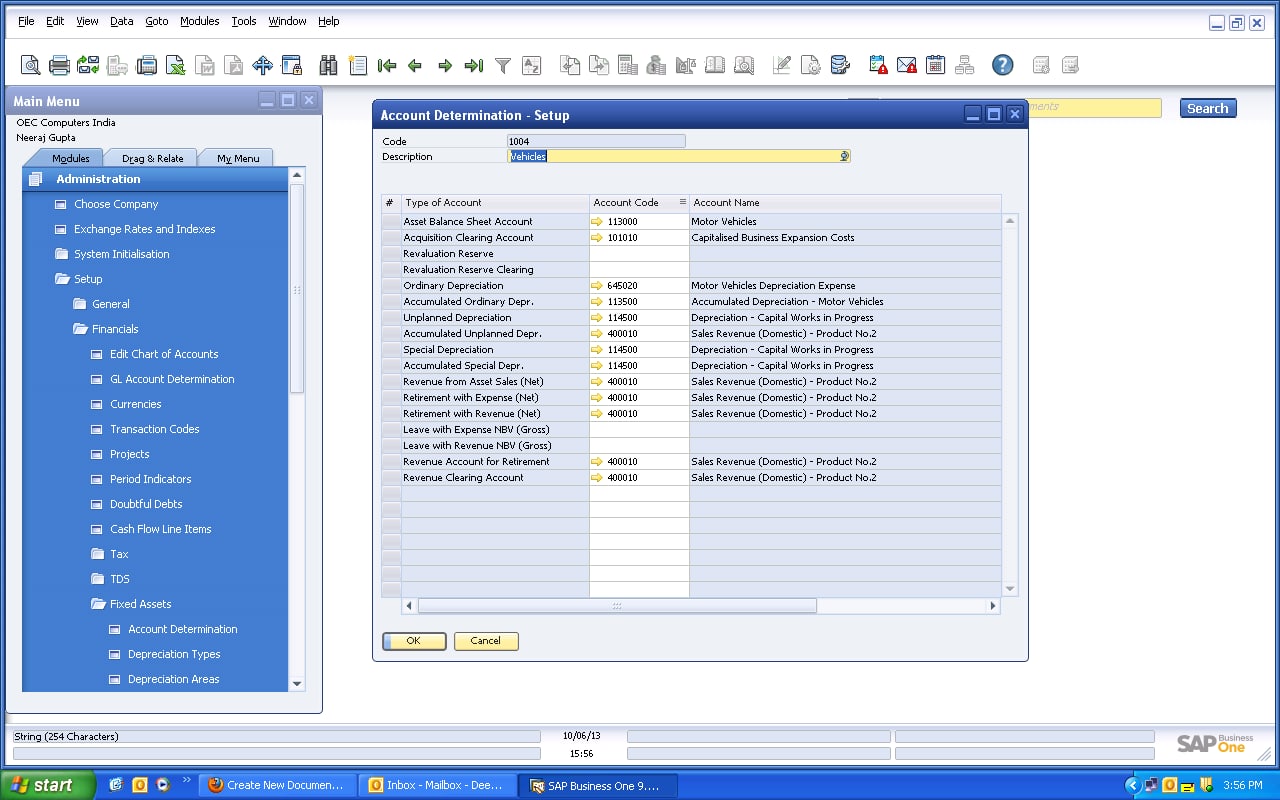 File Edit View Data Goto Modules Tools Window Help
Main Menu
OEC Computers India
Neeraj Gupta
Modules Drag & Relate My Menu
Administration
Choose Company
Exchange Rates and Indexes
System Initialisation
Setup
General
Financials
Edit Chart of Accounts
GL Account Determination
Currencies
Transaction Codes
Projects
Period Indicators
Doubtful Debts
Cash Flow Line Items
Tax
TDS
Fixed Assets
Account Determination
Depreciation Types
Depreciation Areas
Search
Account Determination - Setup
Code 1004
Description Vehicles
# Type of Account Account Code Account Name
Asset Balance Sheet Account 113000 Motor Vehicles
Acquisition Clearing Account 101010 Capitalised Business Expansion Costs
Revaluation Reserve
Revaluation Reserve Clearing
Ordinary Depreciation 645020 Motor Vehicles Depreciation Expense
Accumulated Ordinary Depr. 113500 Accumulated Depreciation - Motor Vehicles
Unplanned Depreciation 114500 Depreciation - Capital Works in Progress
Accumulated Unplanned Depr. 400010 Sales Revenue (Domestic) - Product No.2
Special Depreciation 114500 Depreciation - Capital Works in Progress
Accumulated Special Depr. 114500 Depreciation - Capital Works in Progress
Revenue from Asset Sales (Net) 400010 Sales Revenue (Domestic) - Product No.2
Retirement with Expense (Net) 400010 Sales Revenue (Domestic) - Product No.2
Retirement with Revenue (Net) 400010 Sales Revenue (Domestic) - Product No.2
Leave with Expense NBV (Gross)
Leave with Revenue NBV (Gross)
Revenue Account for Retirement 400010 Sales Revenue (Domestic) - Product No.2
Revenue Clearing Account 400010 Sales Revenue (Domestic) - Product No.2
OK Cancel
String (254 Characters) 10/06/13
15:56
SAP Business One
start Create New Documen... Inbox - Mailbox - Dee... SAP Business One 9.... 3:56 PM